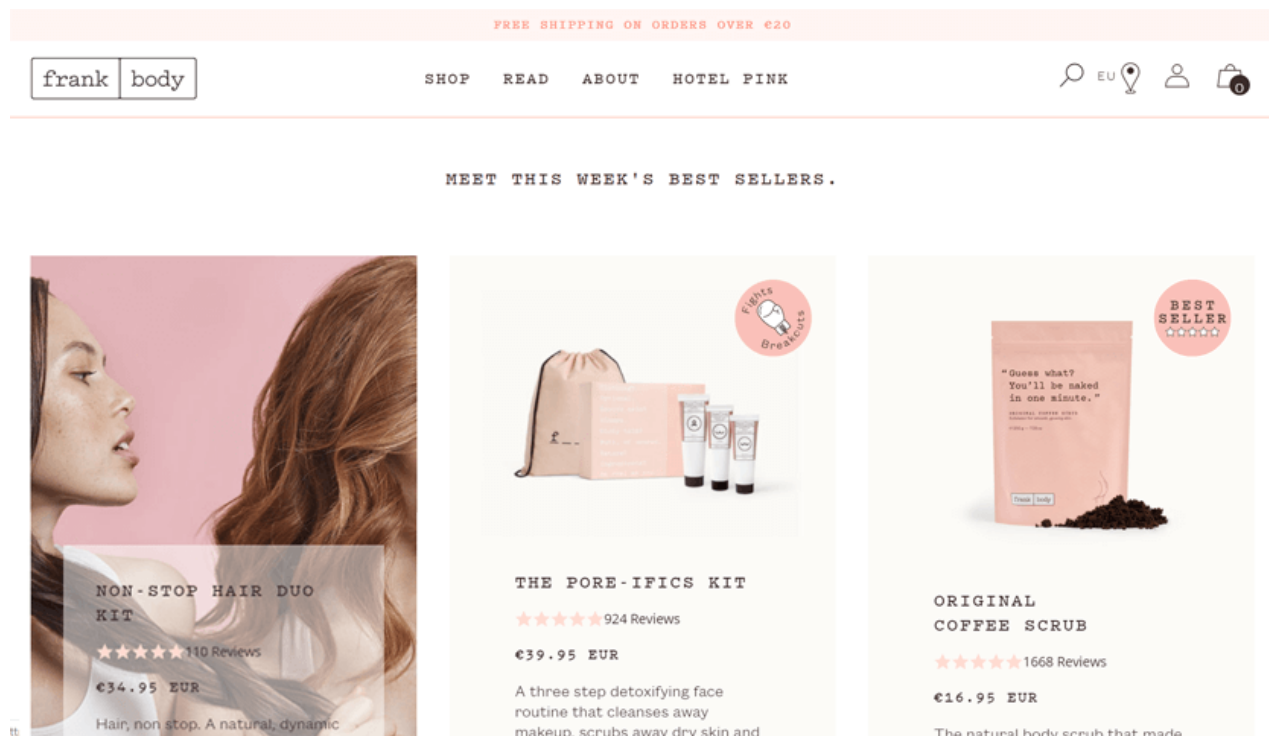 FREE SHIPPING ON ORDERS OVER €20
frank body
SHOP READ ABOUT HOTEL PINK
EU
0
MEET THIS WEEK'S BEST SELLERS.
NON-STOP HAIR DUO
KIT
110 Reviews
€34.95 EUR
Hair, non stop. A natural, dynamic
Fights
Breakouts
THE PORE-IFICS KIT
924 Reviews
€39.95 EUR
A three step detoxifying face
routine that cleanses away
makeup, scrubs away dry skin and
BEST
SELLER
"Guess what?
You'll be naked
in one minute."
ORIGINAL COFFEE SCRUB
frank body
ORIGINAL
COFFEE SCRUB
1668 Reviews
€16.95 EUR
The natural body scrub that made